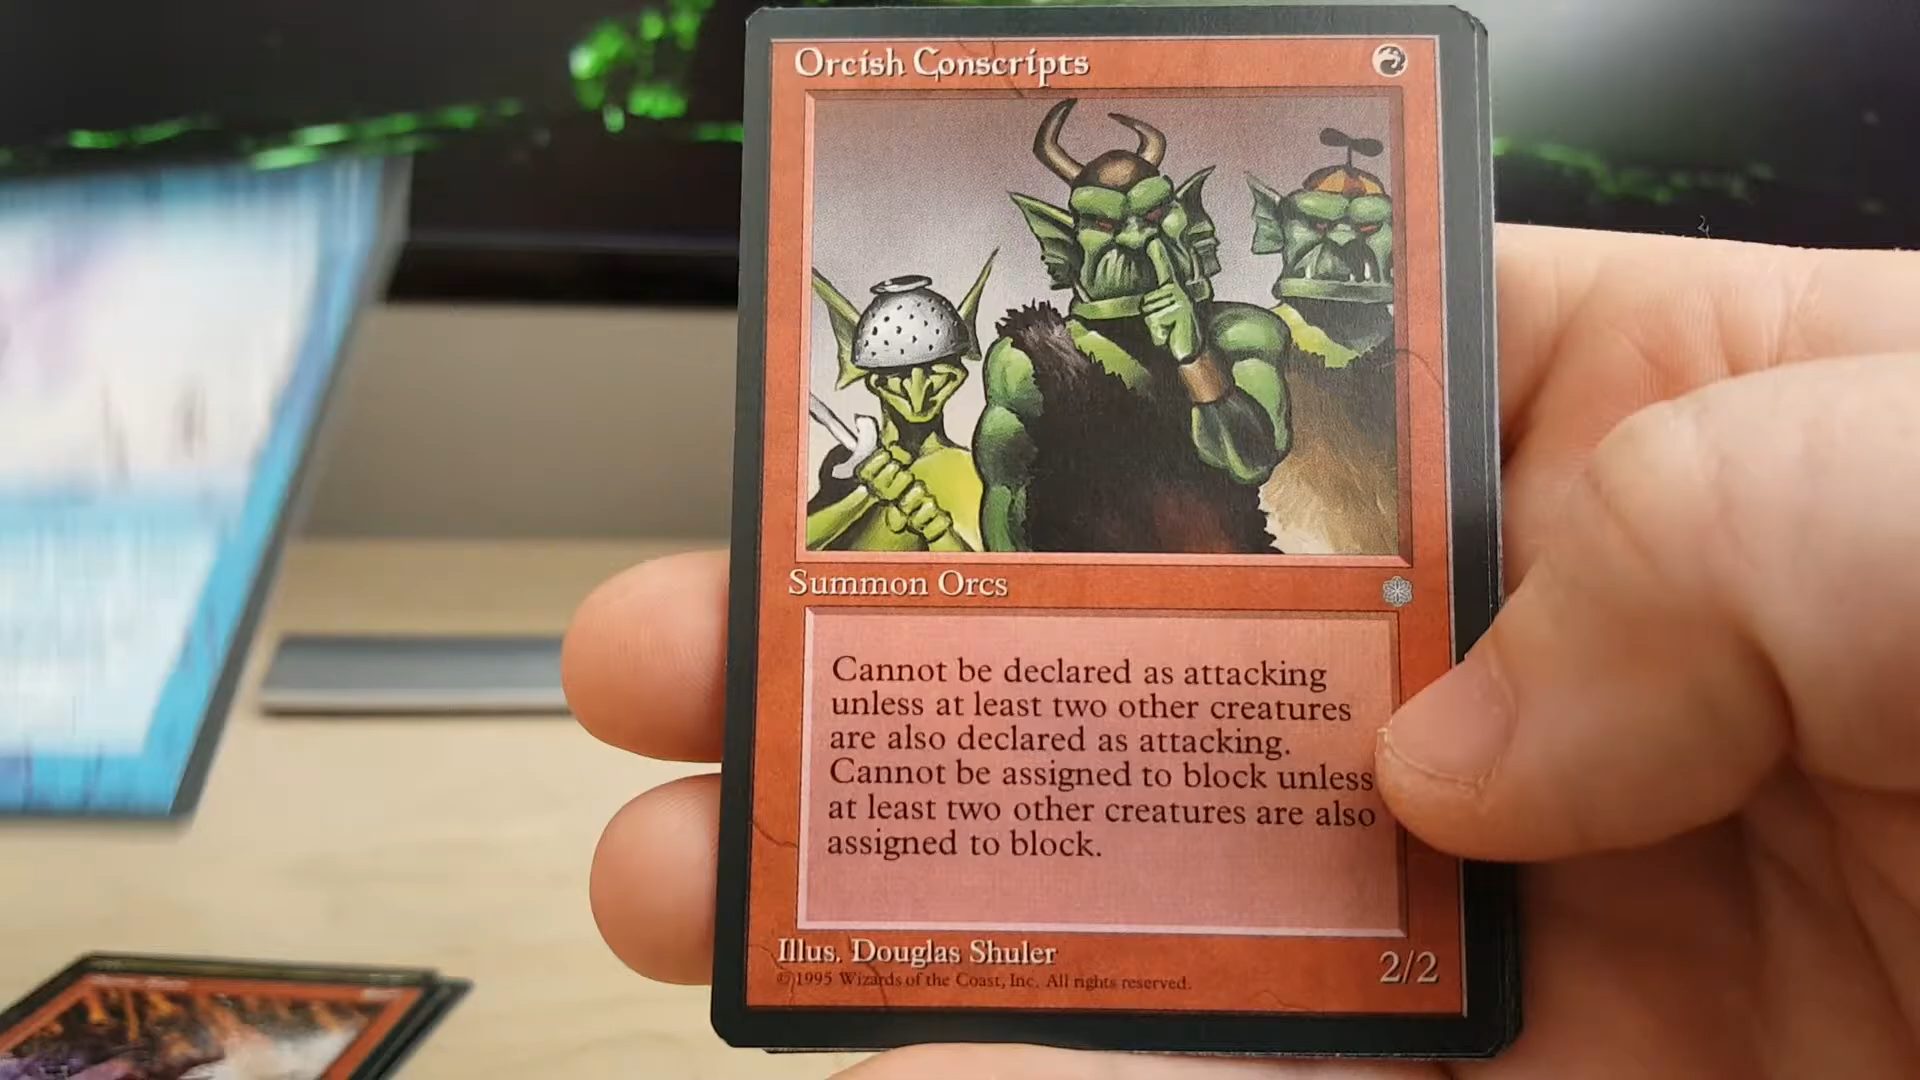 Orcish Conscripts
Summon Orcs
Cannot be declared as attacking
unless at least two other creatures
are also declared as attacking.
Cannot be assigned to block unless
at least two other creatures are also
assigned to block.
Illus. Douglas Shuler
2/2
© 1995 Wizards of the Coast, Inc. All rights reserved.